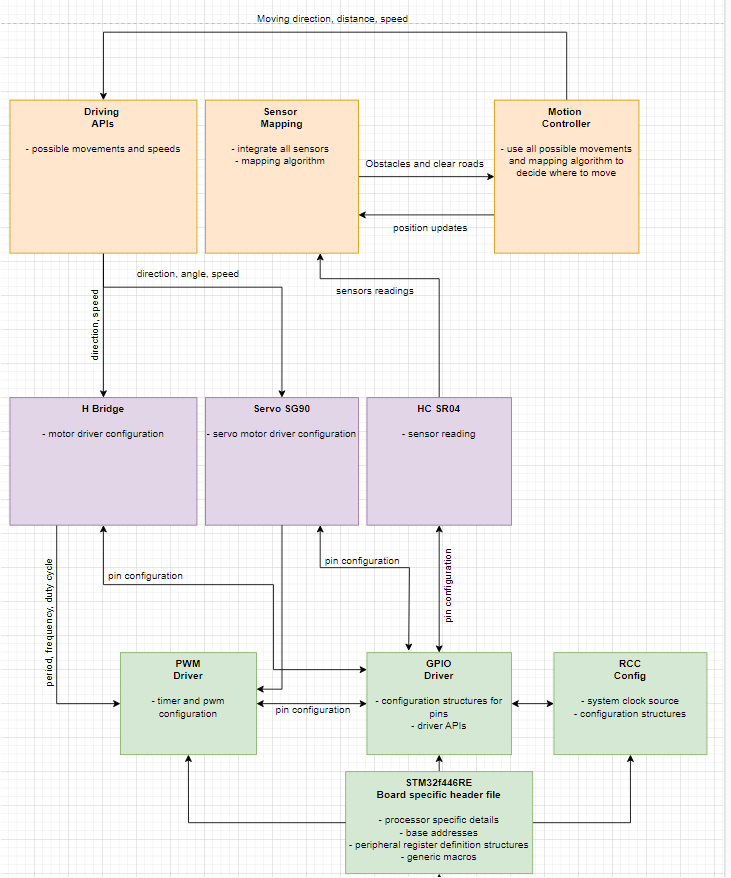 Moving direction, distance, speed
Driving
APIs
- possible movements and speeds
Sensor
Mapping
- integrate all sensors
- mapping algorithm
Motion
Controller
- use all possible movements
and mapping algorithm to
decide where to move
Obstacles and clear roads
position updates
direction, angle, speed
sensors readings
direction, speed
H Bridge
- motor driver configuration
Servo SG90
- servo motor driver configuration
HC SR04
- sensor reading
pin configuration
pin configuration
pin configuration
period, frequency, duty cycle
PWM
Driver
- timer and pwm
configuration
pin configuration
GPIO
Driver
- configuration structures for
pins
- driver APIs
RCC
Config
- system clock source
- configuration structures
STM32f446RE
Board specific header file
- processor specific details
- base addresses
- peripheral register definition structures
- generic macros